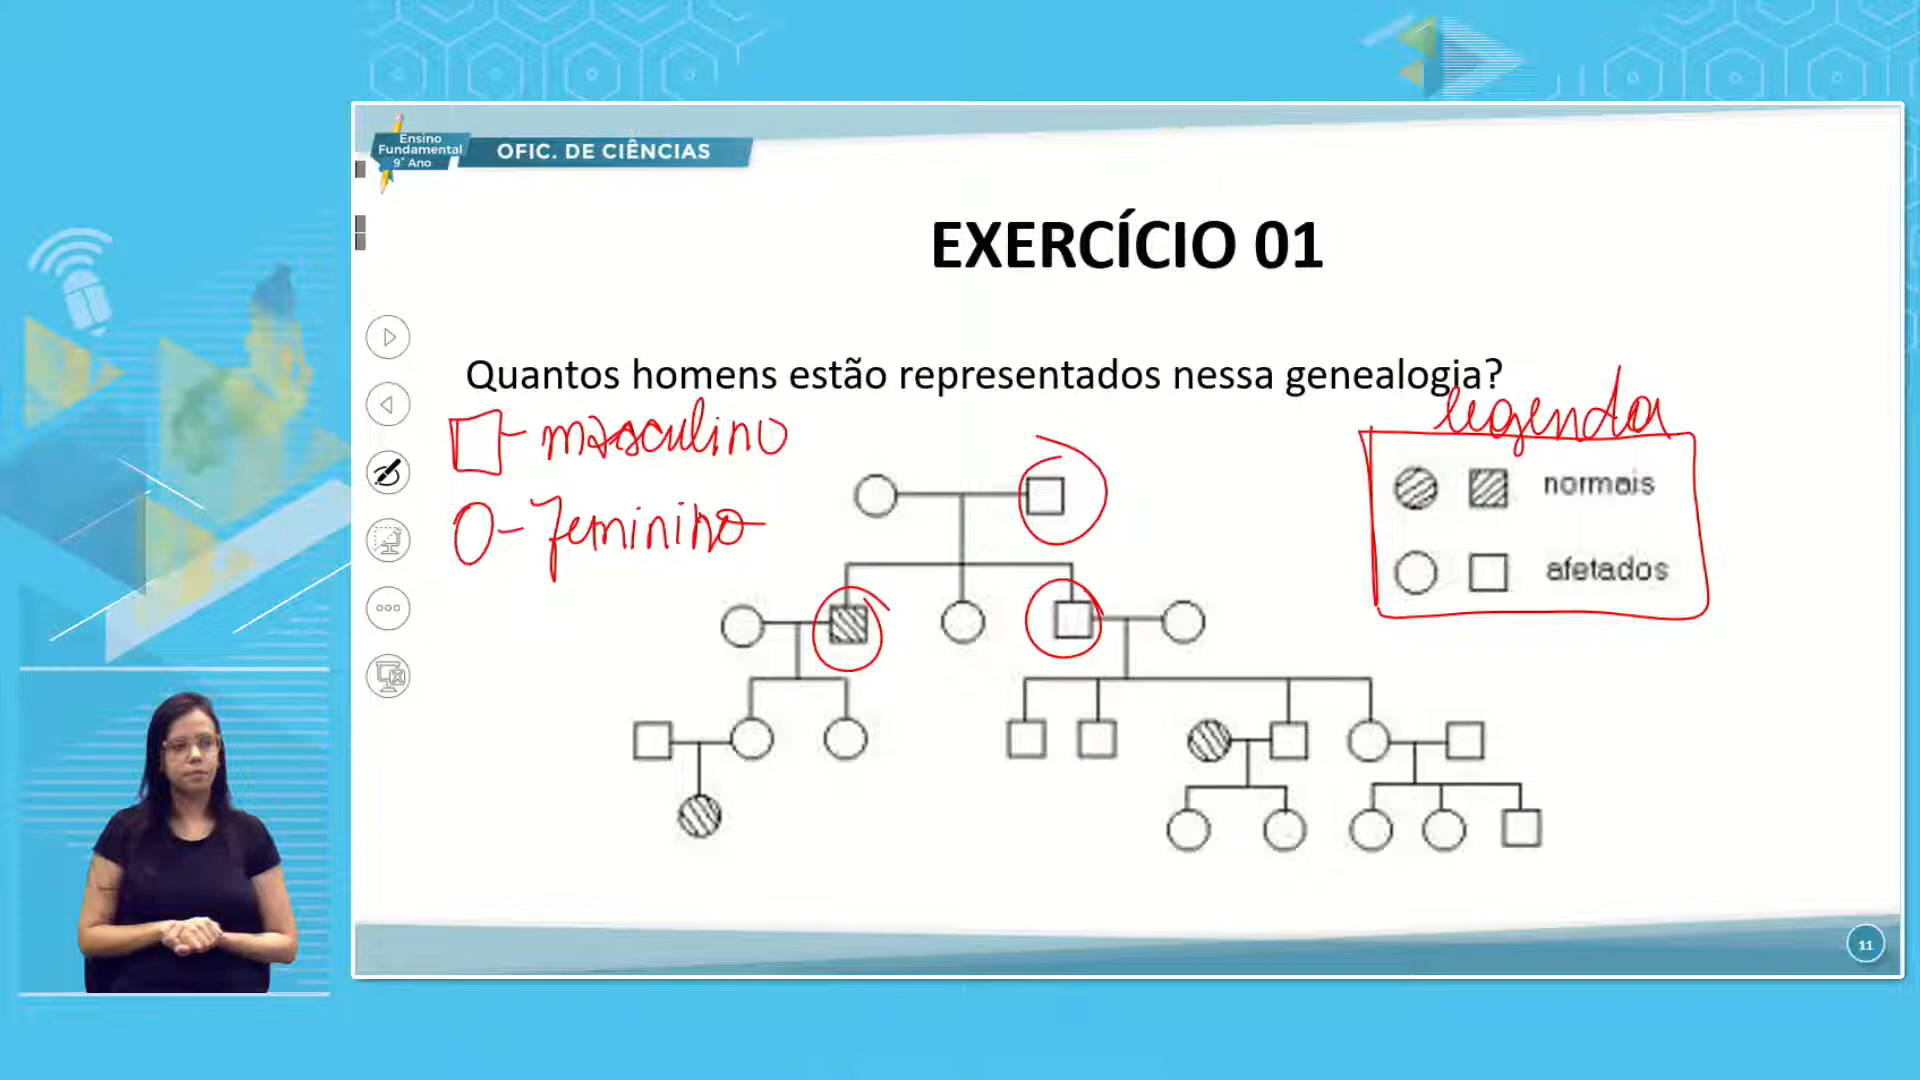 Ensino
Fundamental
9° Ano
OFIC. DE CIÊNCIAS
EXERCÍCIO 01
Quantos homens estão representados nessa genealogia?
legenda
- masculino
- feminino
normais
afetados
11